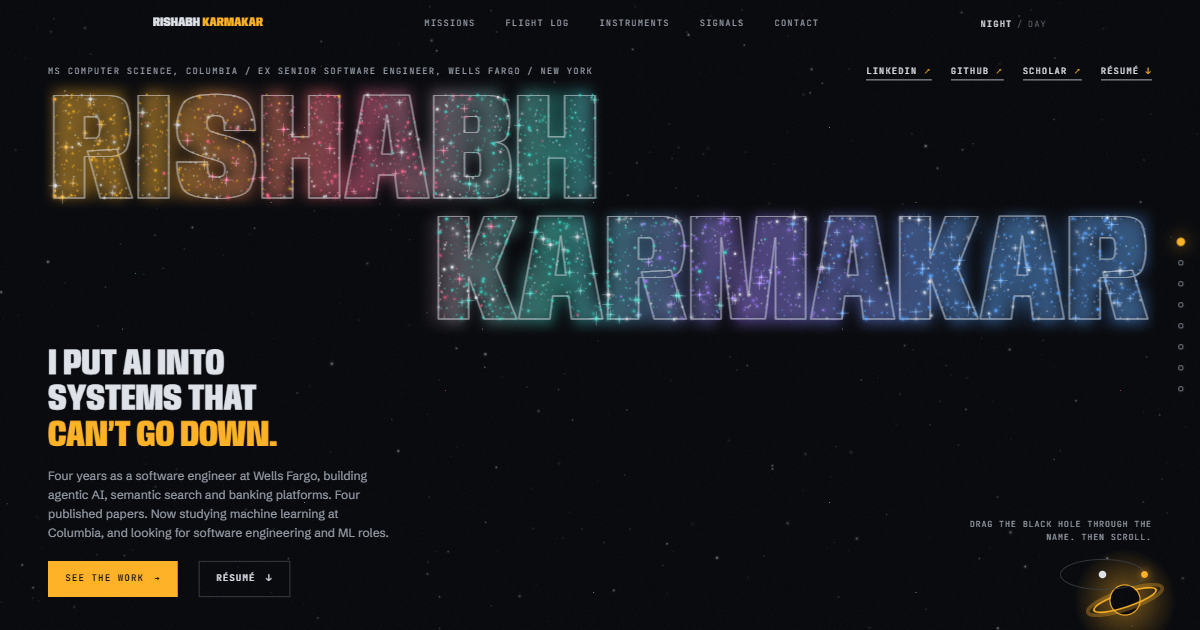 RISHABH KARMAKAR
MISSIONS
FLIGHT LOG
INSTRUMENTS
SIGNALS
CONTACT
NIGHT / DAY
MS COMPUTER SCIENCE, COLUMBIA / EX SENIOR SOFTWARE ENGINEER, WELLS FARGO / NEW YORK
LINKEDIN ↗
GITHUB ↗
SCHOLAR ↗
RÉSUMÉ ↓
RISHABH
KARMAKAR
I PUT AI INTO
SYSTEMS THAT
CAN'T GO DOWN.
Four years as a software engineer at Wells Fargo, building
agentic AI, semantic search and banking platforms. Four
published papers. Now studying machine learning at
Columbia, and looking for software engineering and ML roles.
SEE THE WORK →
RÉSUMÉ ↓
DRAG THE BLACK HOLE THROUGH THE
NAME. THEN SCROLL.